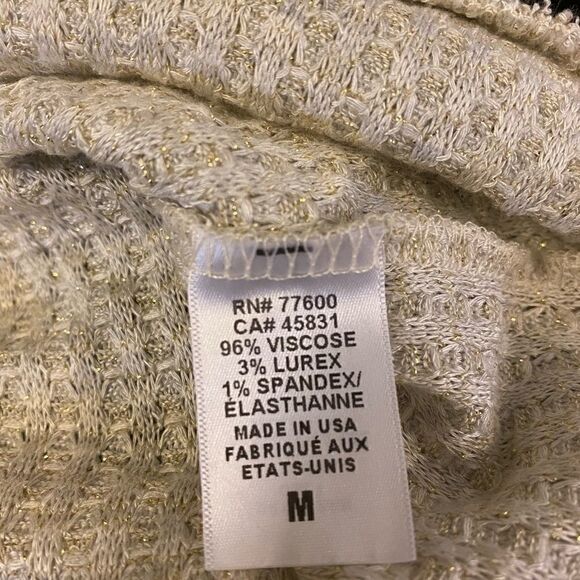 RN# 77600
CA# 45831
96% VISCOSE
3% LUREX
1% SPANDEX/
ÉLASTHANNE
MADE IN USA
FABRIQUÉ AUX
ETATS-UNIS
M